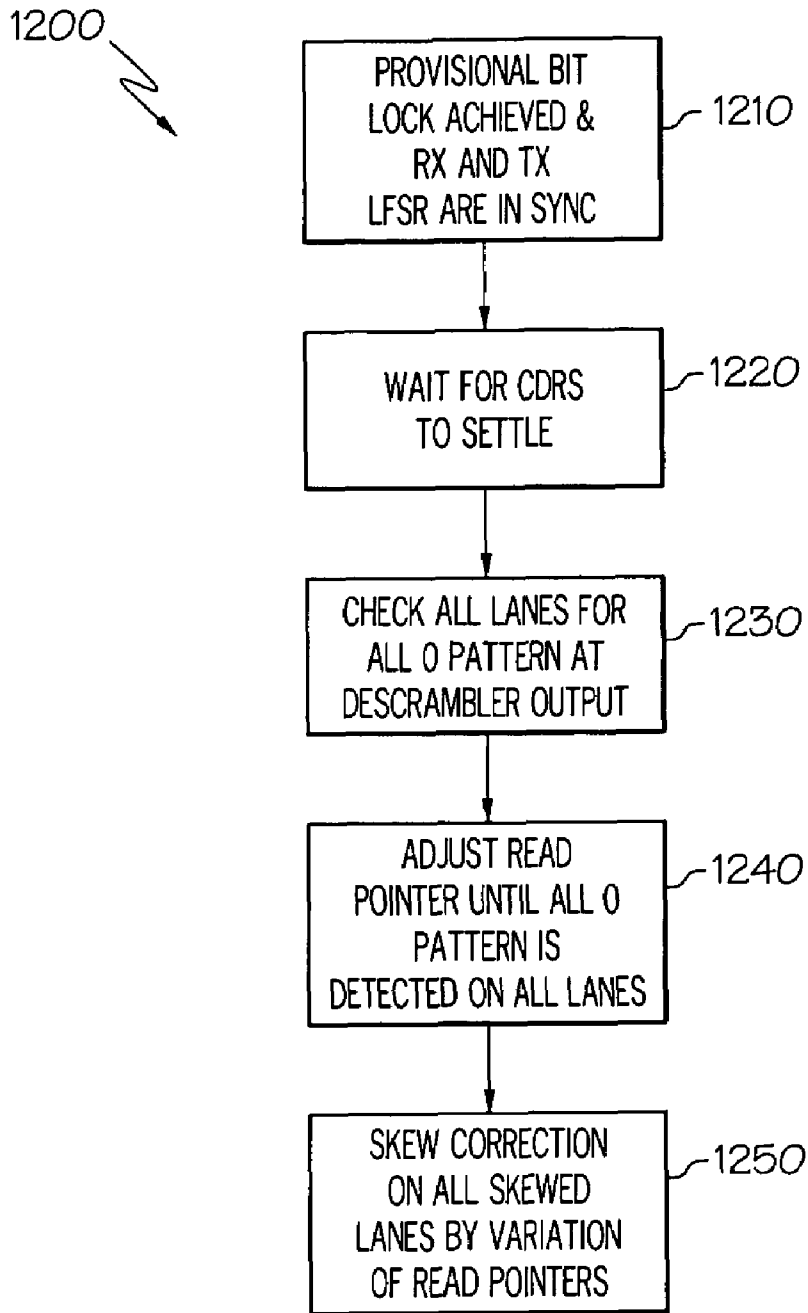 1200
PROVISIONAL BIT
LOCK ACHIEVED &
RX AND TX
LFSR ARE IN SYNC
1210
WAIT FOR CDRS
TO SETTLE
1220
CHECK ALL LANES FOR
ALL 0 PATTERN AT
DESCRAMBLER OUTPUT
1230
ADJUST READ
POINTER UNTIL ALL 0
PATTERN IS
DETECTED ON ALL LANES
1240
SKEW CORRECTION
ON ALL SKEWED
LANES BY VARIATION
OF READ POINTERS
1250